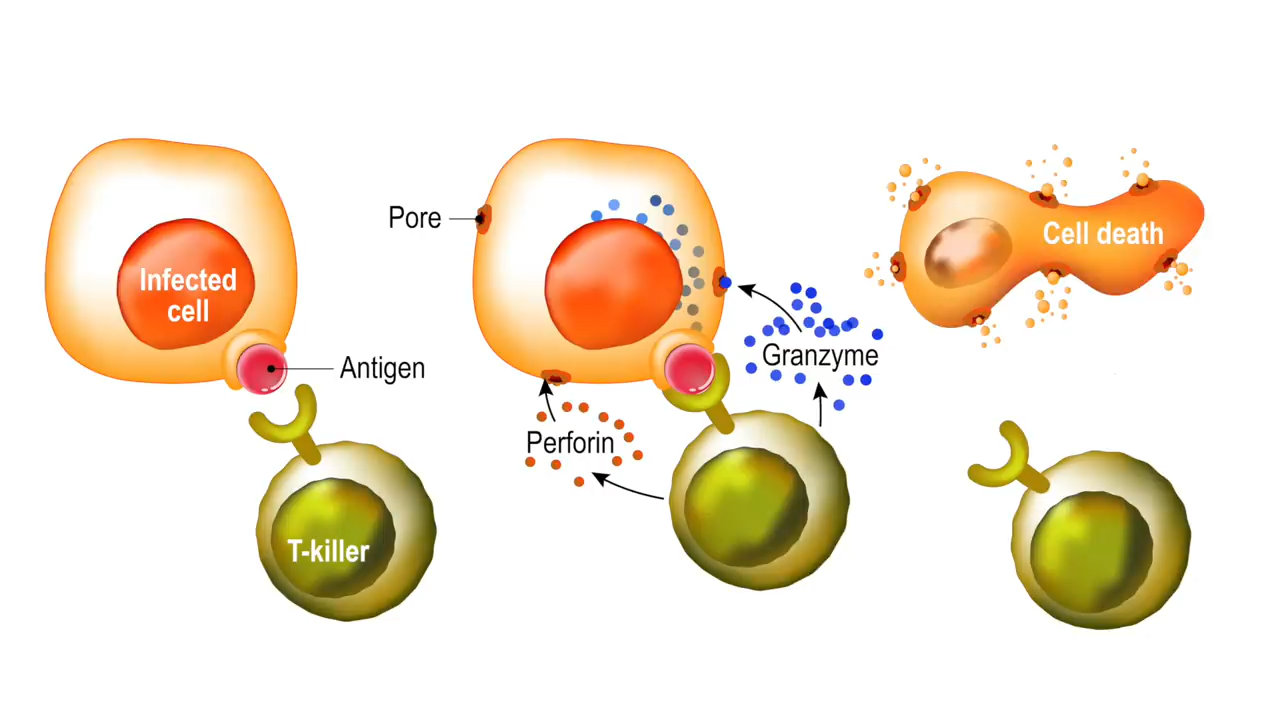 Infected
cell
Antigen
T-killer
Pore
Perforin
Granzyme
Cell death